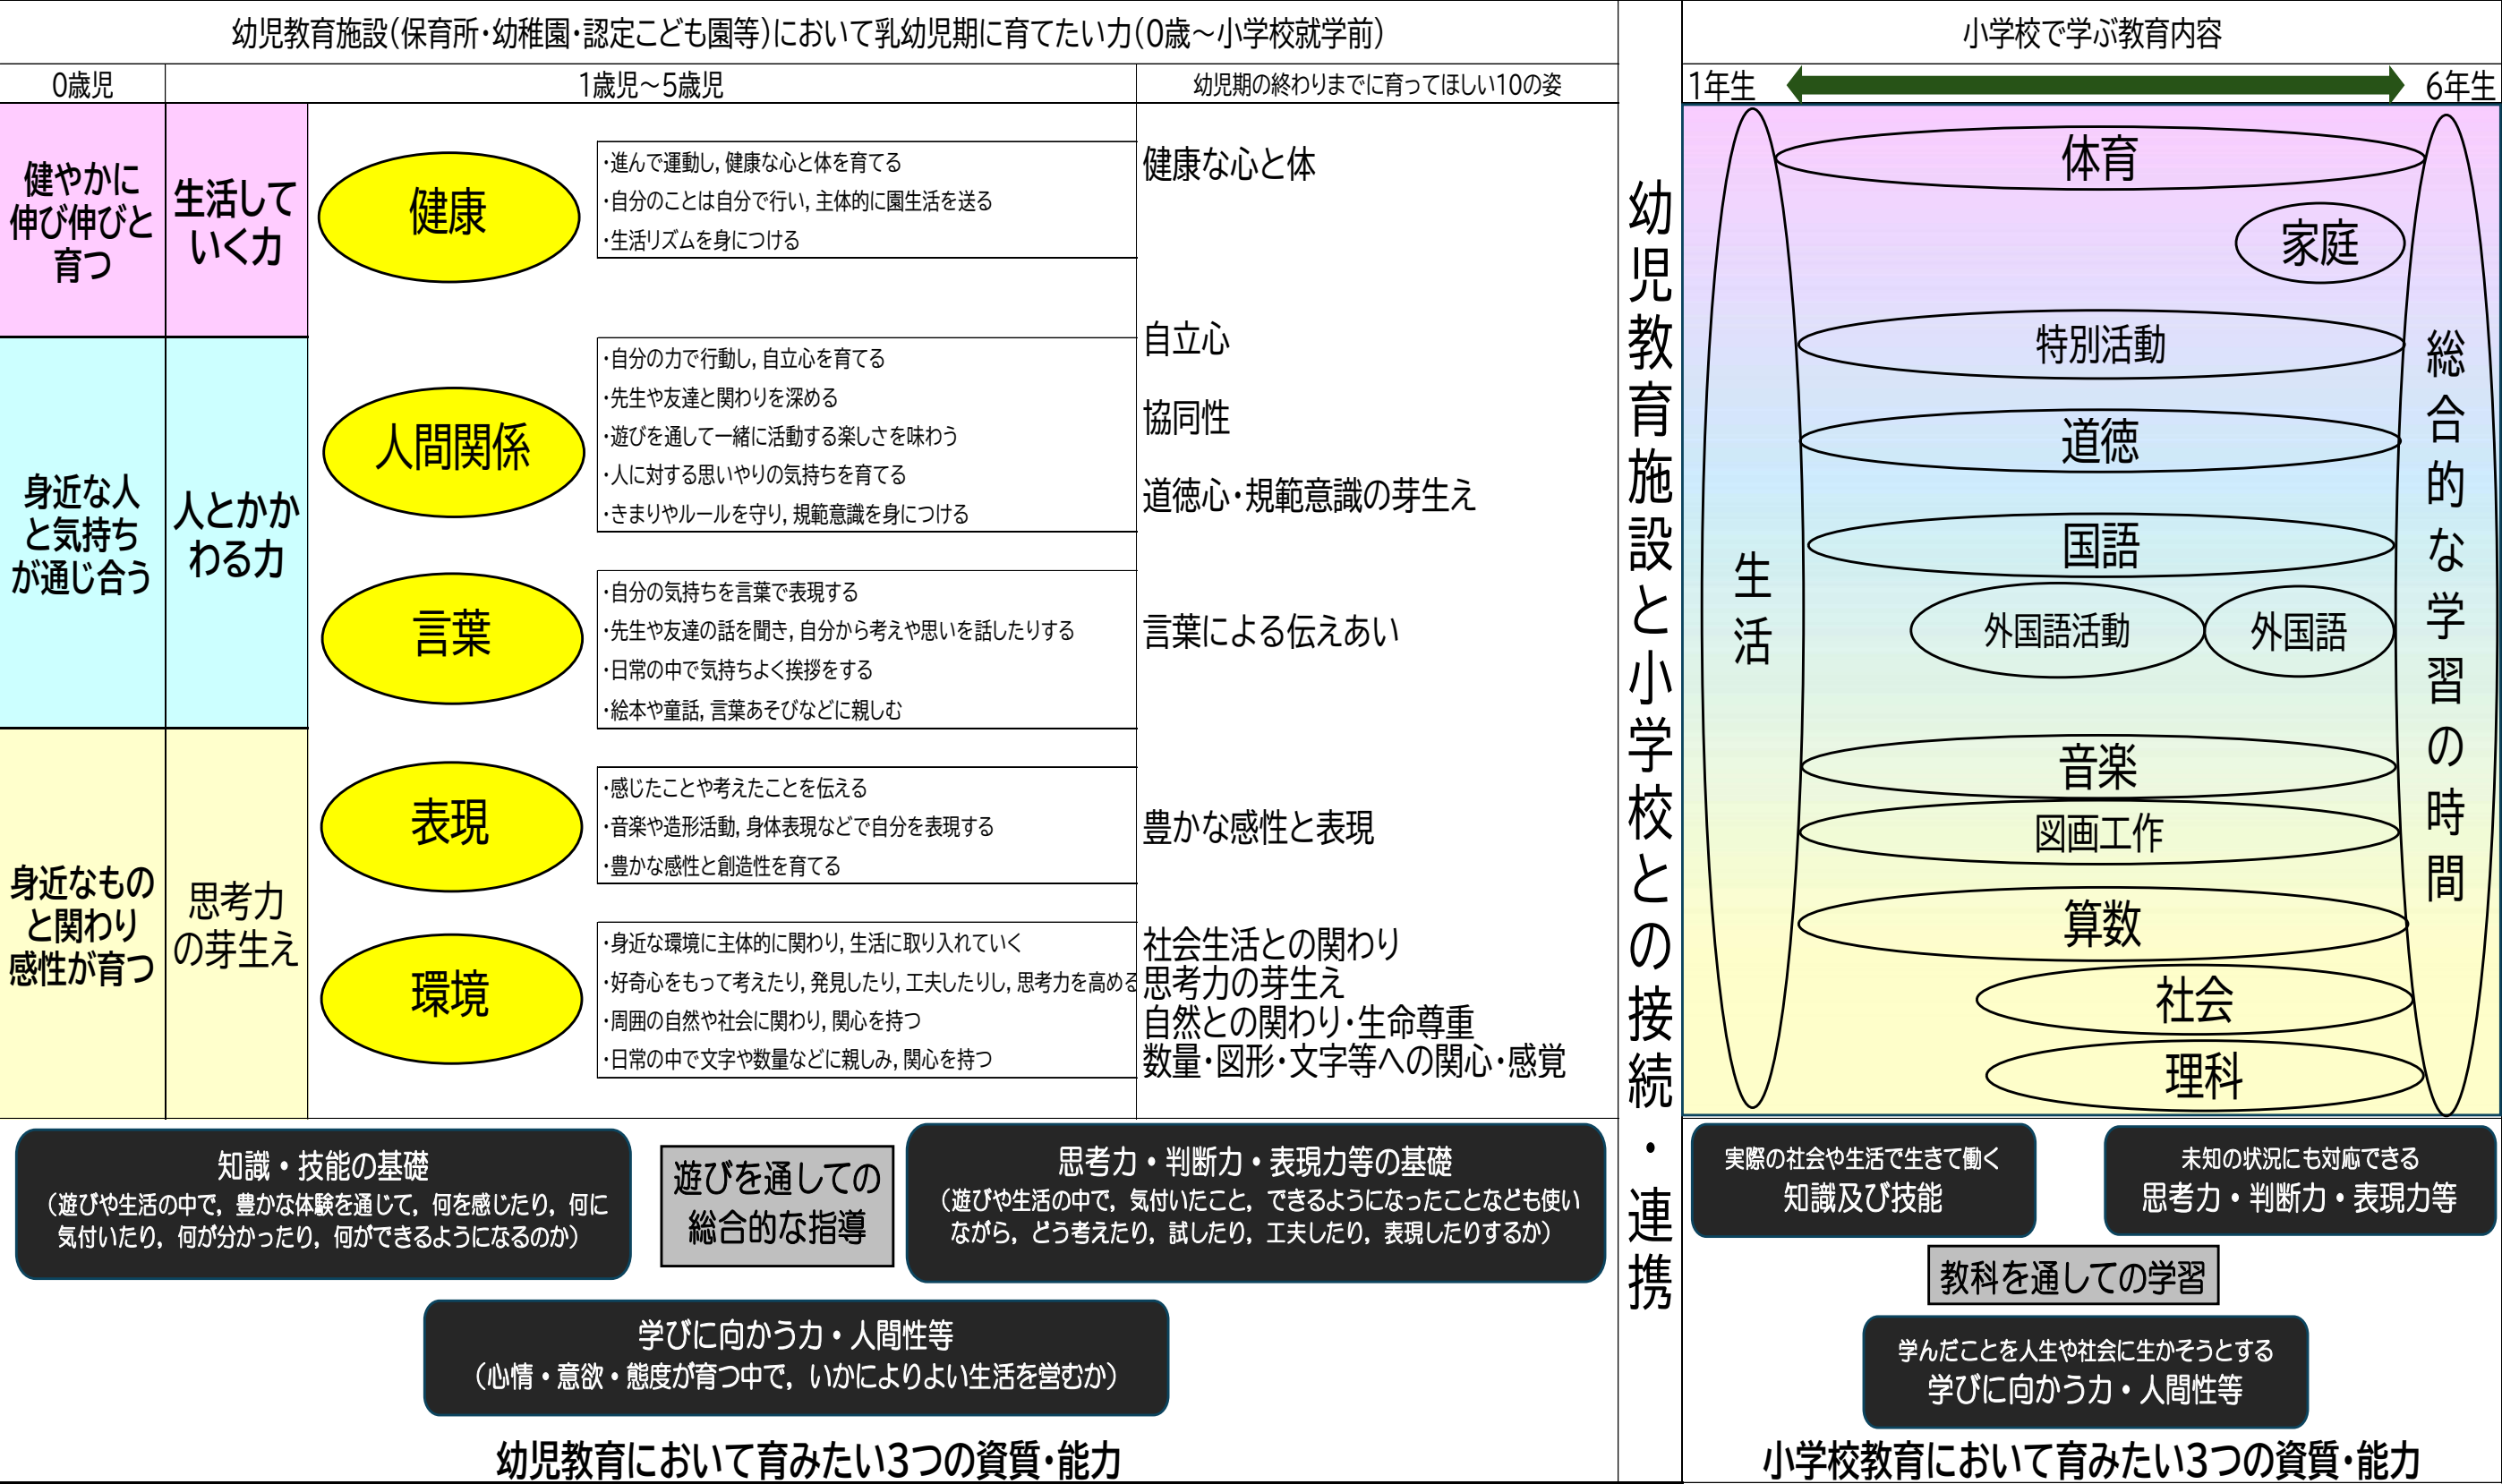 幼児教育施設(保育所・幼稚園・認定こども園等)において乳幼児期に育てたい力(0歳～小学校就学前)
0歳児
1歳児～5歳児
幼児期の終わりまでに育ってほしい10の姿
健やかに
伸び伸びと
育つ
生活して
いく力
健康
・進んで運動し, 健康な心と体を育てる
・自分のことは自分で行い, 主体的に園生活を送る
・生活リズムを身につける
健康な心と体
身近な人
と気持ち
が通じ合う
人とかか
わる力
人間関係
・自分の力で行動し, 自立心を育てる
・先生や友達と関わりを深める
・遊びを通して一緒に活動する楽しさを味わう
・人に対する思いやりの気持ちを育てる
・きまりやルールを守り, 規範意識を身につける
自立心
協同性
道徳心・規範意識の芽生え
言葉
・自分の気持ちを言葉で表現する
・先生や友達の話を聞き, 自分から考えや思いを話したりする
・日常の中で気持ちよく挨拶をする
・絵本や童話, 言葉あそびなどに親しむ
言葉による伝えあい
身近なもの
と関わり
感性が育つ
思考力
の芽生え
表現
・感じたことや考えたことを伝える
・音楽や造形活動, 身体表現などで自分を表現する
・豊かな感性と創造性を育てる
豊かな感性と表現
環境
・身近な環境に主体的に関わり, 生活に取り入れていく
・好奇心をもって考えたり, 発見したり, 工夫したりし, 思考力を高める
・周囲の自然や社会に関わり, 関心を持つ
・日常の中で文字や数量などに親しみ, 関心を持つ
社会生活との関わり
思考力の芽生え
自然との関わり・生命尊重
数量・図形・文字等への関心・感覚
知識・技能の基礎
（遊びや生活の中で，豊かな体験を通じて，何を感じたり，何に
気付いたり，何が分かったり，何ができるようになるのか）
遊びを通しての
総合的な指導
思考力・判断力・表現力等の基礎
（遊びや生活の中で，気付いたこと，できるようになったことなども使い
ながら，どう考えたり，試したり，工夫したり，表現したりするか）
学びに向かう力・人間性等
（心情・意欲・態度が育つ中で，いかによりよい生活を営むか）
幼児教育において育みたい3つの資質・能力
幼児教育施設と小学校との接続・連携
小学校で学ぶ教育内容
1年生
6年生
生活
体育
家庭
特別活動
道徳
国語
外国語活動
外国語
音楽
図画工作
算数
社会
理科
総合的な学習の時間
実際の社会や生活で生きて働く
知識及び技能
未知の状況にも対応できる
思考力・判断力・表現力等
教科を通しての学習
学んだことを人生や社会に生かそうとする
学びに向かう力・人間性等
小学校教育において育みたい3つの資質・能力